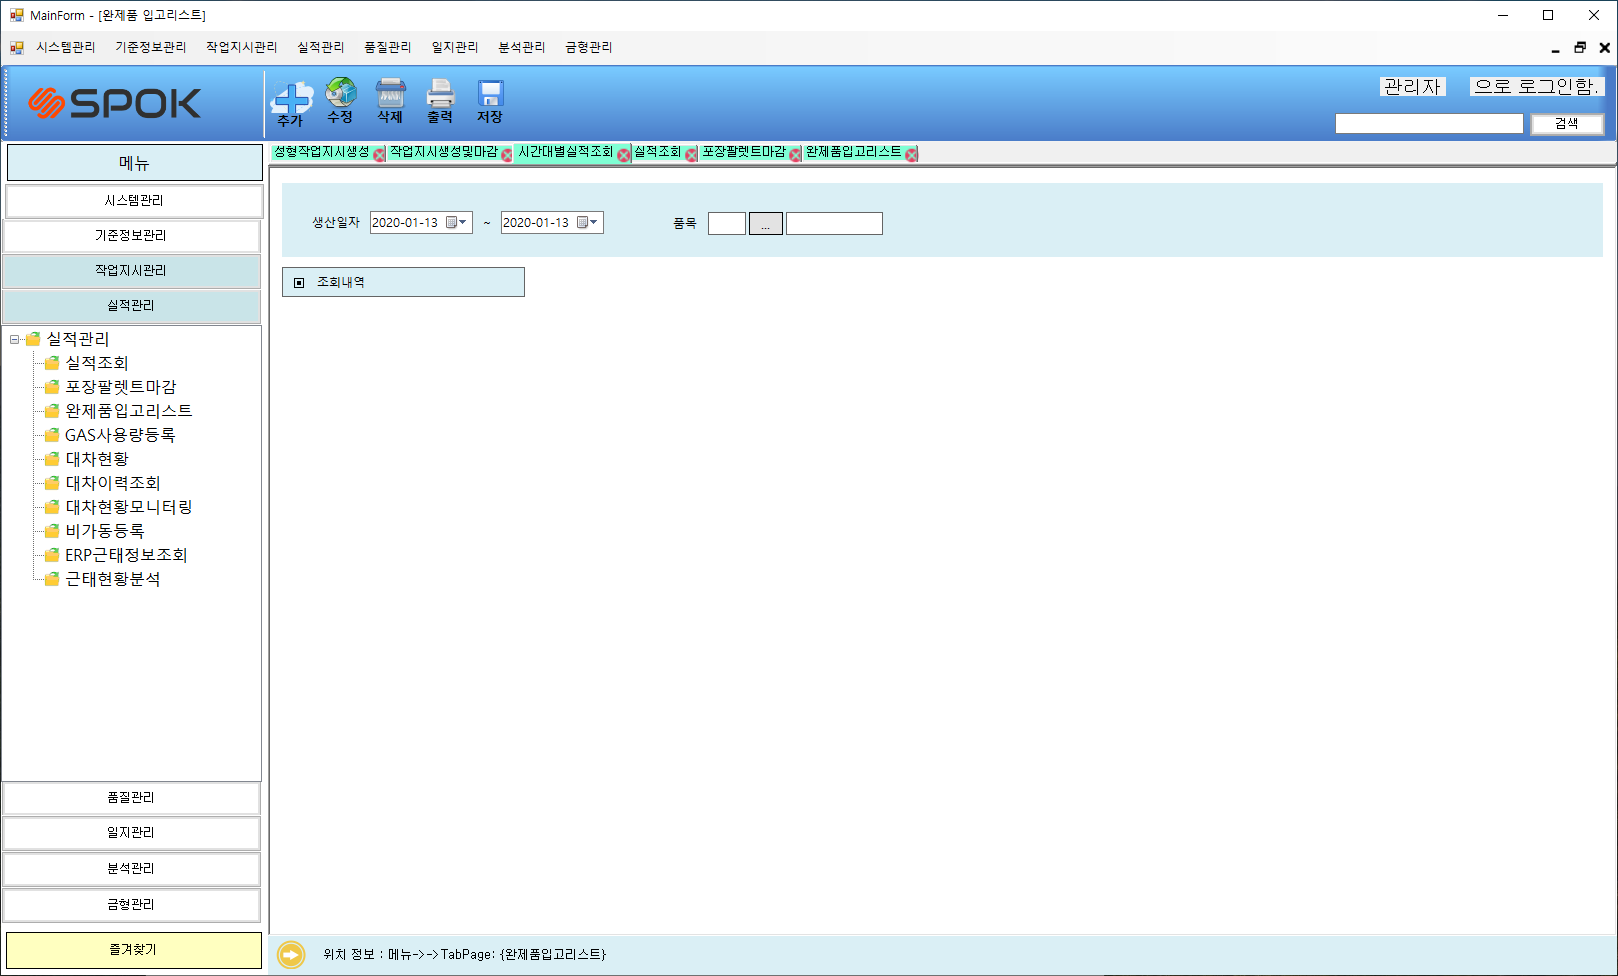 MainForm - [완제품 입고리스트]
시스템관리 기준정보관리 작업지시관리 실적관리 품질관리 일지관리 분석관리 금형관리
SPOK
추가 수정 삭제 출력 저장
관리자 으로 로그인함.
검색
메뉴
시스템관리
기준정보관리
작업지시관리
실적관리
실적관리
실적조회
포장팔렛트마감
완제품입고리스트
GAS사용량등록
대차현황
대차이력조회
대차현황모니터링
비가동등록
ERP근태정보조회
근태현황분석
품질관리
일지관리
분석관리
금형관리
즐겨찾기
성형작업지시생성 작업지시생성및마감 시간대별실적조회 실적조회 포장팔렛트마감 완제품입고리스트
생산일자 2020-01-13 ~ 2020-01-13 품목 ...
조회내역
위치 정보 : 메뉴->->TabPage: {완제품입고리스트}